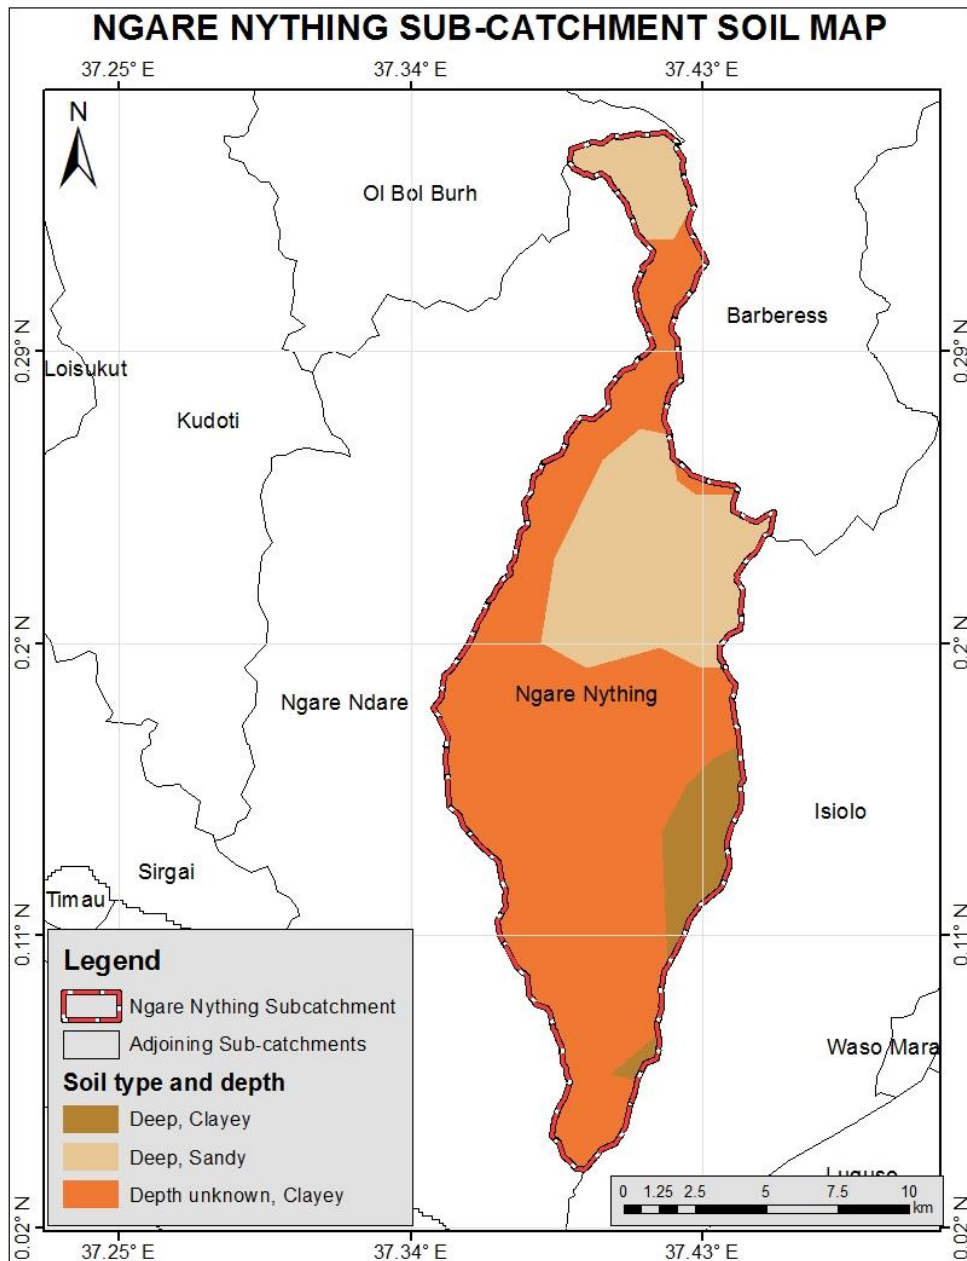 NGARE NYTHING SUB-CATCHMENT SOIL MAP
37.25° E 37.34° E 37.43° E
N
Ol Bol Burh
Barberess
0.29° N 0.29° N
Loisukut
Kudoti
0.2° N 0.2° N
Ngare Ndare
Ngare Nything
Isiolo
Sirgai
Timau
0.11° N 0.11° N
Waso Mara
Legend
Ngare Nything Subcatchment
Adjoining Sub-catchments
Soil type and depth
Deep, Clayey
Deep, Sandy
Depth unknown, Clayey
0 1.25 2.5 5 7.5 10
km
0.02° N 0.02° N
37.25° E 37.34° E 37.43° E